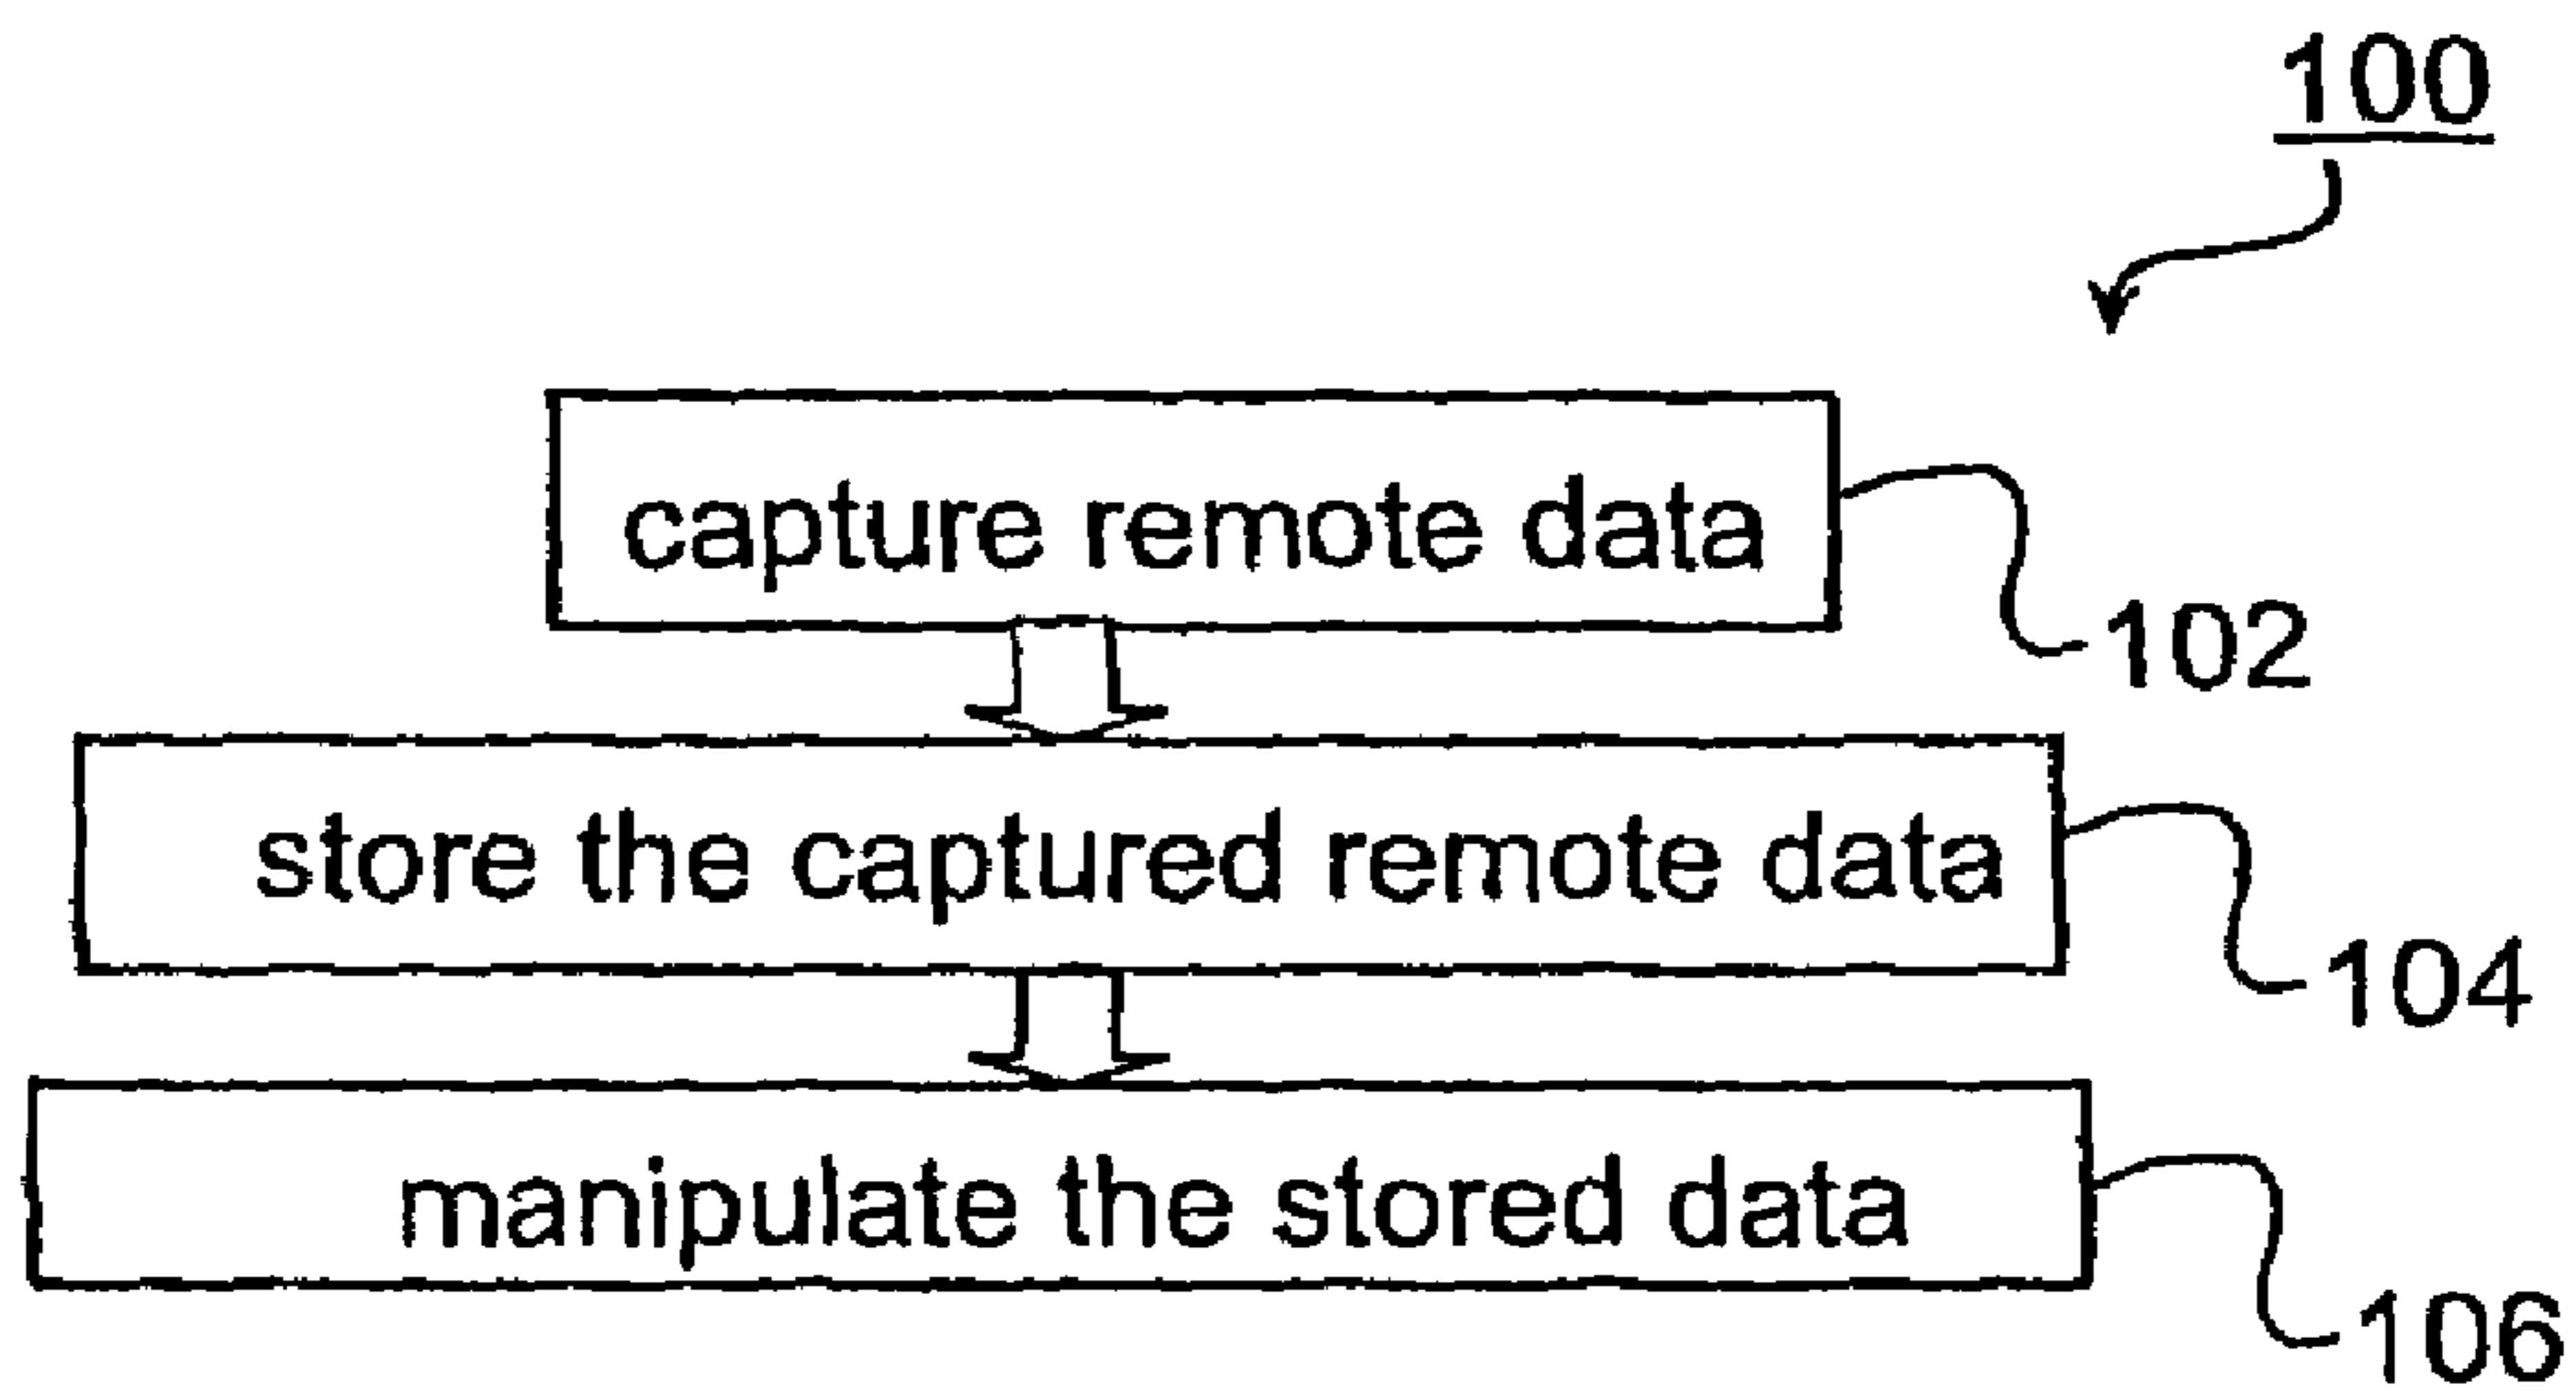 100
capture remote data
102
store the captured remote data
104
manipulate the stored data
106